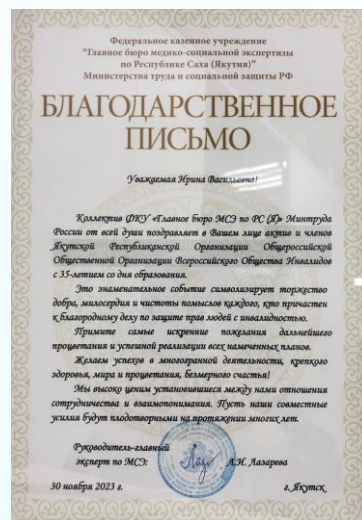 Федеральное казенное учреждение
"Главное бюро медико-социальной экспертизы
по Республике Саха (Якутия)"
Министерства труда и социальной защиты РФ
БЛАГОДАРСТВЕННОЕ
ПИСЬМО
Уважаемая Ирина Васильевна!
Коллектив ФКУ «Главное бюро МСЭ по РС (Я)» Минтруда
России от всей души поздравляет в Вашем лице актив и членов
Якутской Республиканской Организации Общероссийской
Общественной Организации Всероссийского Общества Инвалидов
с 35-летием со дня образования.
Это знаменательное событие символизирует торжество
добра, милосердия и чистоты помыслов каждого, кто причастен
к благородному делу по защите прав людей с инвалидностью.
Примите самые искренние пожелания дальнейшего
процветания и успешной реализации всех намеченных планов.
Желаем успехов в многогранной деятельности, крепкого
здоровья, мира и процветания, безмерного счастья!
Мы высоко ценим установившиеся между нами отношения
сотрудничества и взаимопонимания. Пусть наши совместные
усилия будут плодотворными на протяжении многих лет.
Руководитель-главный
эксперт по МСЭ: Л.Н. Лазарева
30 ноября 2023 г. г. Якутск